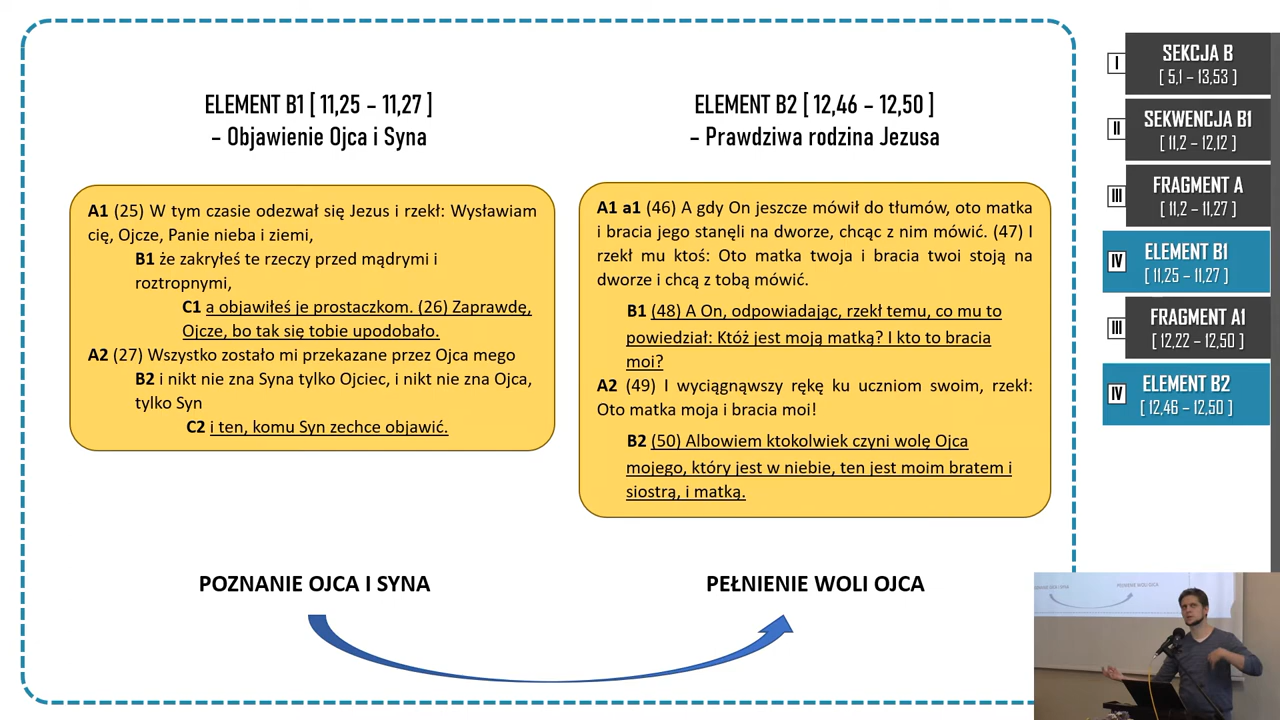 ELEMENT B1 [ 11,25 – 11,27 ]
– Objawienie Ojca i Syna
A1 (25) W tym czasie odezwał się Jezus i rzekł: Wysławiam
cię, Ojcze, Panie nieba i ziemi,
B1 że zakryłeś te rzeczy przed mądrymi i
roztropnymi,
C1 a objawiłeś je prostaczkom. (26) Zaprawdę,
Ojcze, bo tak się tobie upodobało.
A2 (27) Wszystko zostało mi przekazane przez Ojca mego
B2 i nikt nie zna Syna tylko Ojciec, i nikt nie zna Ojca,
tylko Syn
C2 i ten, komu Syn zechce objawić.
POZNANIE OJCA I SYNA
ELEMENT B2 [ 12,46 – 12,50 ]
– Prawdziwa rodzina Jezusa
A1 a1 (46) A gdy On jeszcze mówił do tłumów, oto matka
i bracia jego stanęli na dworze, chcąc z nim mówić. (47) I
rzekł mu ktoś: Oto matka twoja i bracia twoi stoją na
dworze i chcą z tobą mówić.
B1 (48) A On, odpowiadając, rzekł temu, co mu to
powiedział: Któż jest moją matką? I kto to bracia
moi?
A2 (49) I wyciągnąwszy rękę ku uczniom swoim, rzekł:
Oto matka moja i bracia moi!
B2 (50) Albowiem ktokolwiek czyni wolę Ojca
mojego, który jest w niebie, ten jest moim bratem i
siostrą, i matką.
PEŁNIENIE WOLI OJCA
I
SEKCJA B
[ 5,1 – 13,53 ]
II
SEKWENCJA B1
[ 11,2 – 12,12 ]
III
FRAGMENT A
[ 11,2 – 11,27 ]
IV
ELEMENT B1
[ 11,25 – 11,27 ]
III
FRAGMENT A1
[ 12,22 – 12,50 ]
IV
ELEMENT B2
[ 12,46 – 12,50 ]